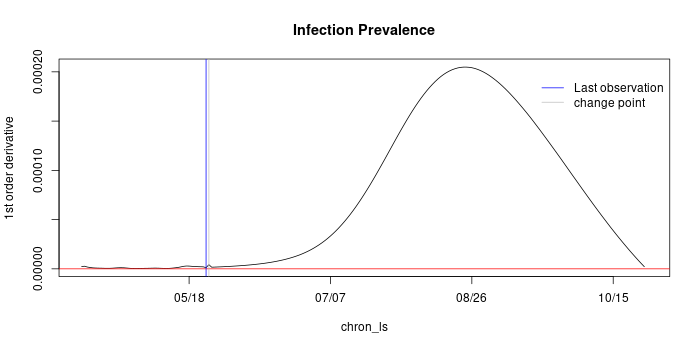 Infection Prevalence
1st order derivative
0.00000
0.00010
0.00020
Last observation
change point
05/18
07/07
08/26
10/15
chron_ls